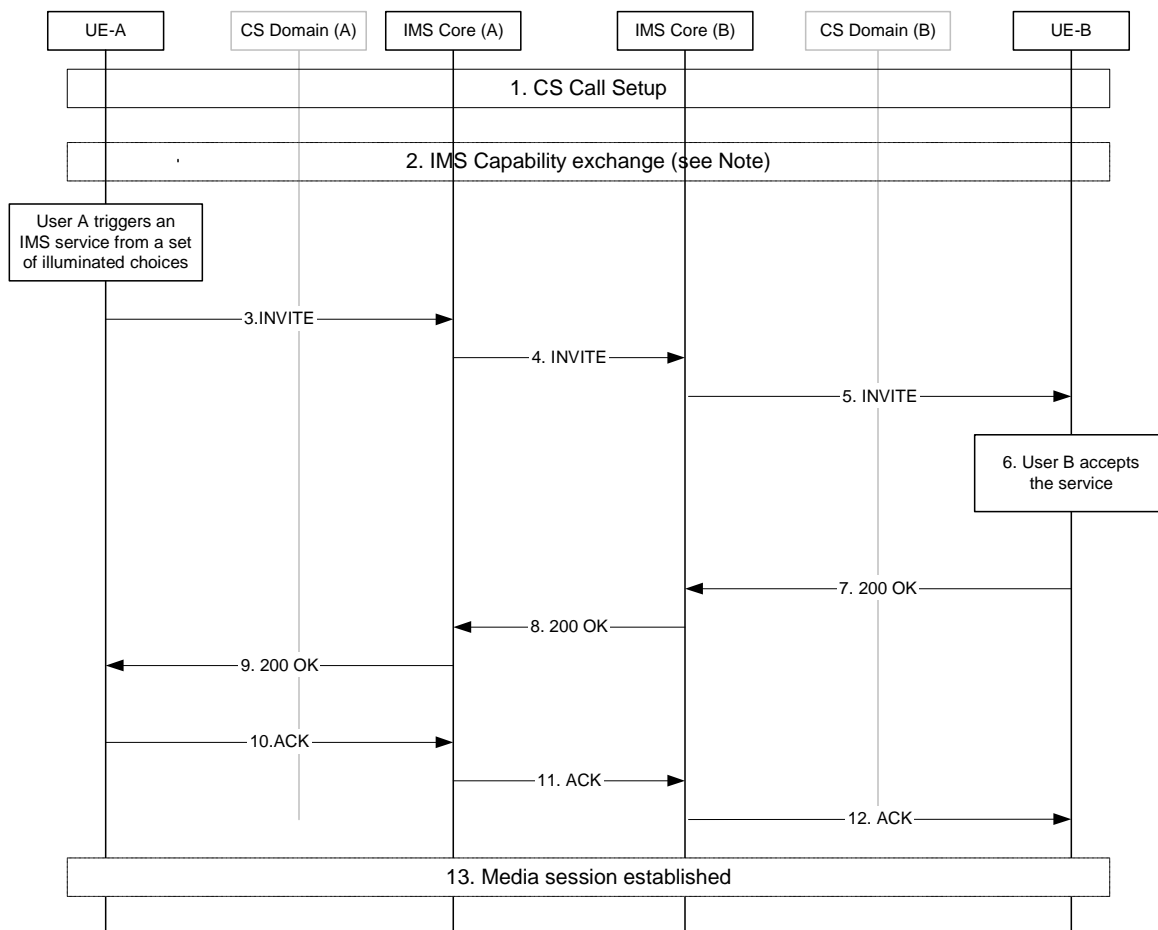 UE-A
CS Domain (A)
IMS Core (A)
IMS Core (B)
CS Domain (B)
UE-B
1. CS Call Setup
2. IMS Capability exchange (see Note)
User A triggers an
IMS service from a set
of illuminated choices
3.INVITE
4. INVITE
5. INVITE
6. User B accepts
the service
7. 200 OK
8. 200 OK
9. 200 OK
10.ACK
11. ACK
12. ACK
13. Media session established